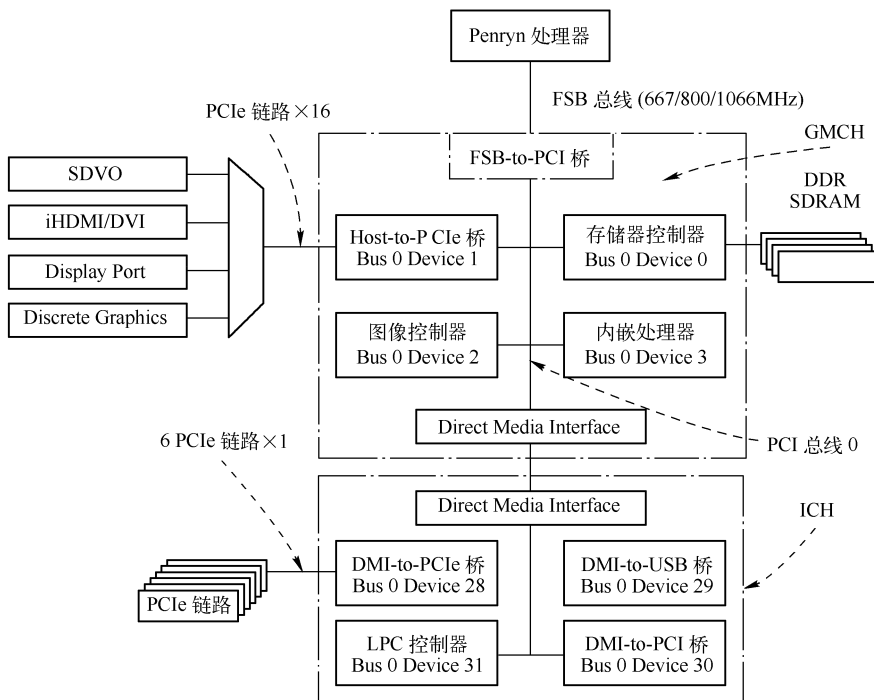 Penryn 处理器
FSB 总线 (667/800/1066MHz)
PCIe 链路×16
GMCH
FSB-to-PCI 桥
SDVO
iHDMI/DVI
Display Port
Discrete Graphics
DDR
SDRAM
Host-to-P CIe 桥
Bus 0 Device 1
存储器控制器
Bus 0 Device 0
图像控制器
Bus 0 Device 2
内嵌处理器
Bus 0 Device 3
Direct Media Interface
6 PCIe 链路×1
PCI 总线 0
Direct Media Interface
ICH
DMI-to-PCIe 桥
Bus 0 Device 28
DMI-to-USB 桥
Bus 0 Device 29
PCIe 链路
LPC 控制器
Bus 0 Device 31
DMI-to-PCI 桥
Bus 0 Device 30